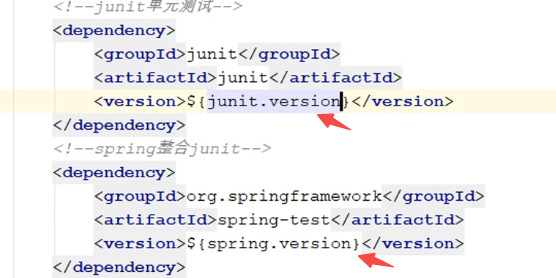 <!--junit单元测试-->
<dependency>
<groupId>junit</groupId>
<artifactId>junit</artifactId>
<version>${junit.version}</version>
</dependency>
<!--spring整合junit-->
<dependency>
<groupId>org.springframework</groupId>
<artifactId>spring-test</artifactId>
<version>${spring.version}</version>
</dependency>